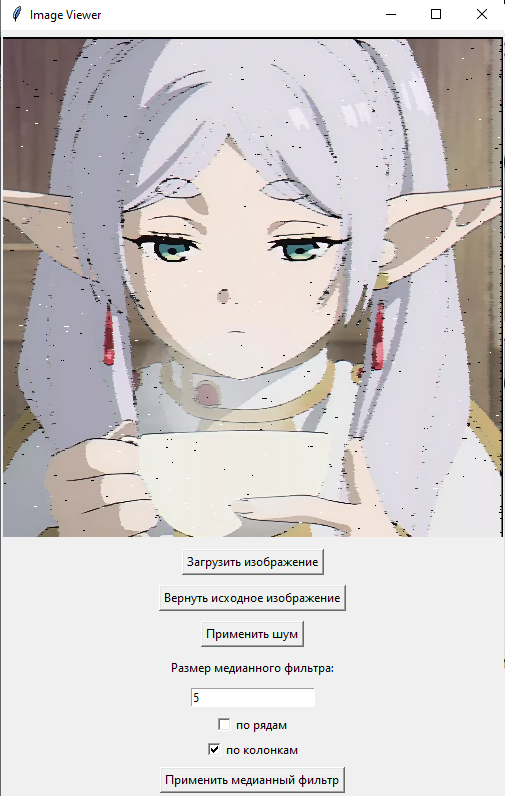 Image Viewer
Загрузить изображение
Вернуть исходное изображение
Применить шум
Размер медианного фильтра:
5
по рядам
по колонкам
Применить медианный фильтр